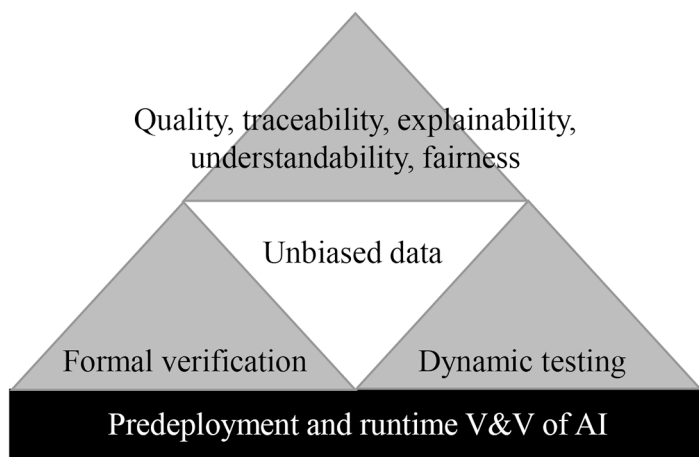 Quality, traceability, explainability,
understandability, fairness
Unbiased data
Formal verification
Dynamic testing
Predeployment and runtime V&V of AI